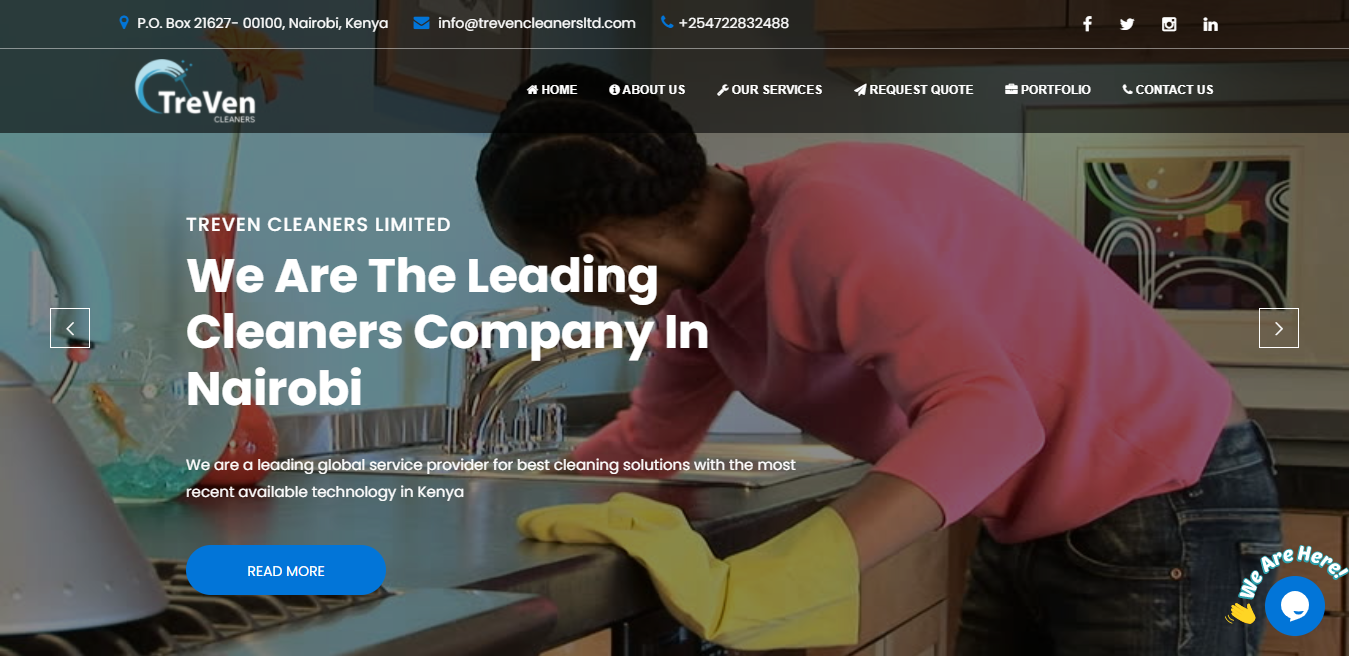 P.O. Box 21627- 00100, Nairobi, Kenya
info@trevencleanersltd.com
+254722832488
TreVen
CLEANERS
HOME
ABOUT US
OUR SERVICES
REQUEST QUOTE
PORTFOLIO
CONTACT US
TREVEN CLEANERS LIMITED
We Are The Leading
Cleaners Company In
Nairobi
We are a leading global service provider for best cleaning solutions with the most
recent available technology in Kenya
READ MORE
We Are Here!